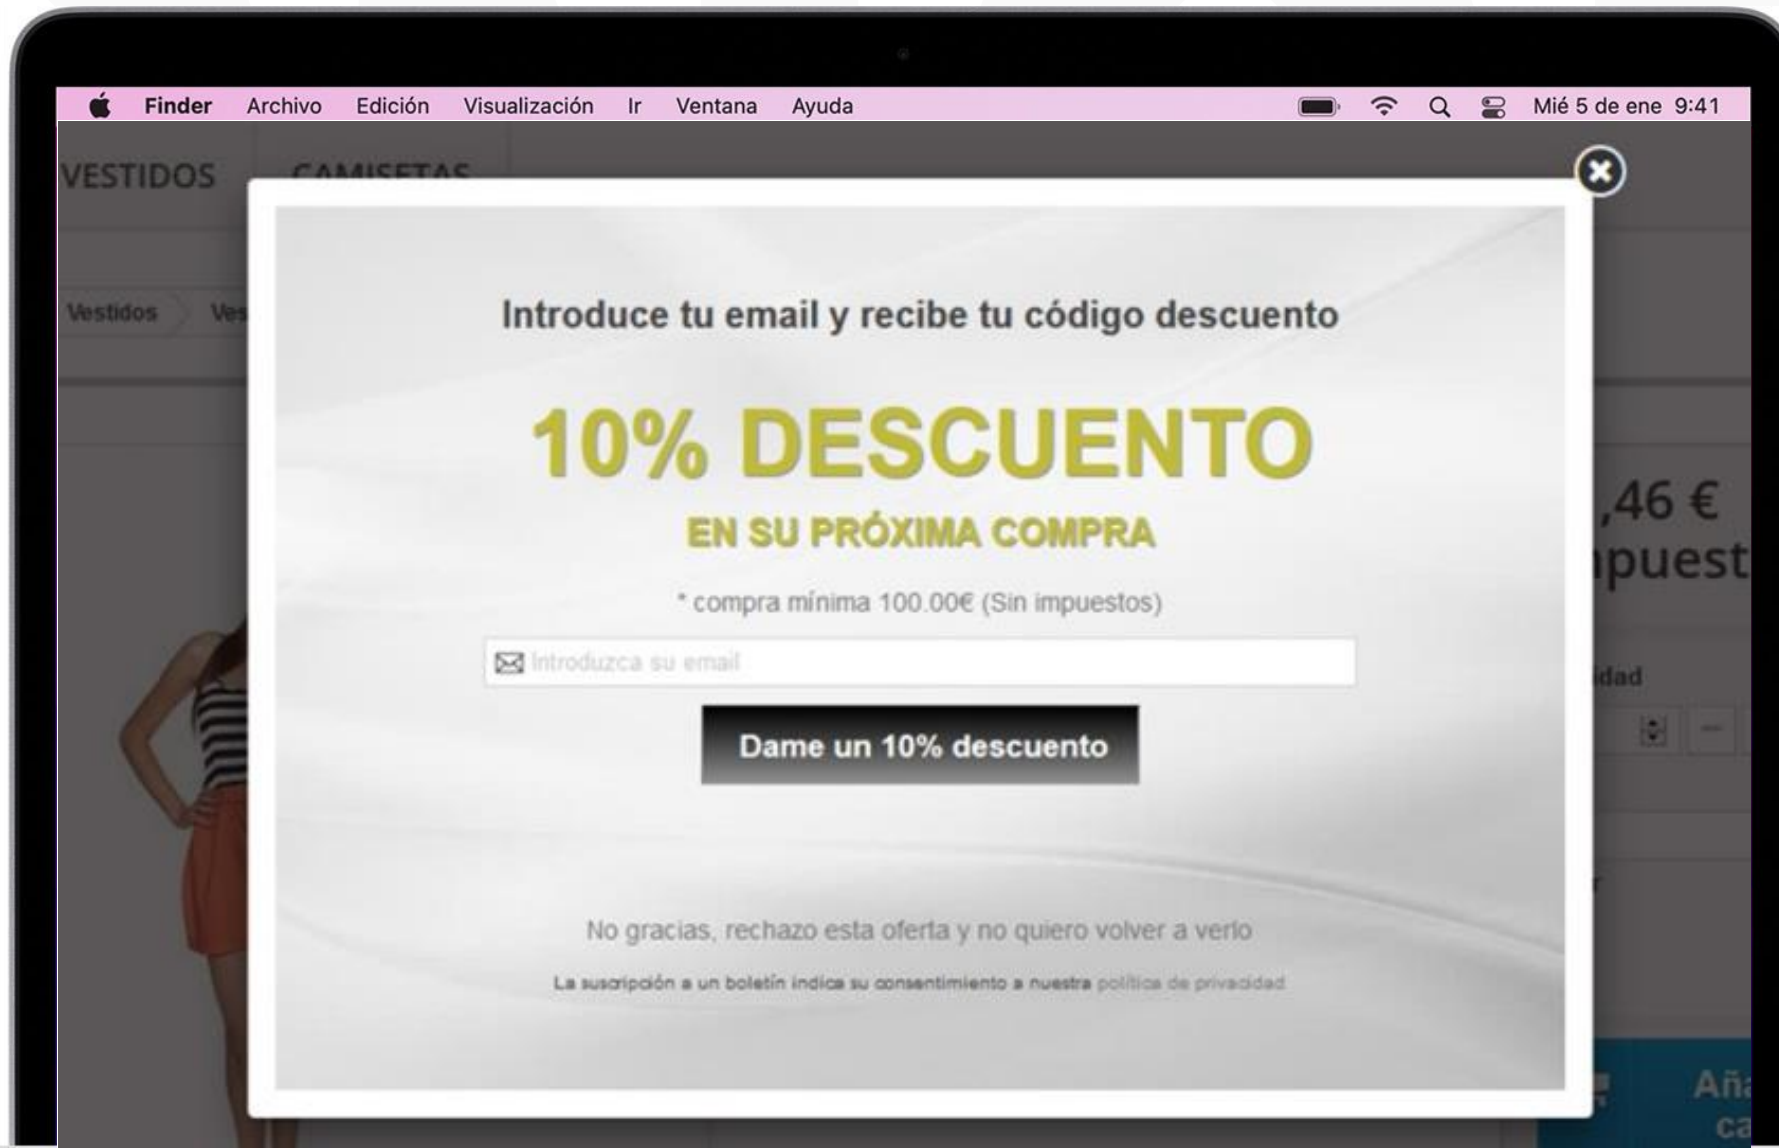 Finder Archivo Edición Visualización Ir Ventana Ayuda Mié 5 de ene 9:41
VESTIDOS CAMISETAS
Vestidos
Introduce tu email y recibe tu código descuento
10% DESCUENTO
EN SU PRÓXIMA COMPRA
* compra mínima 100.00€ (Sin impuestos)
Introduzca su email
Dame un 10% descuento
No gracias, rechazo esta oferta y no quiero volver a verlo
La suscripción a un boletín indica su consentimiento a nuestra política de privacidad
,46 €